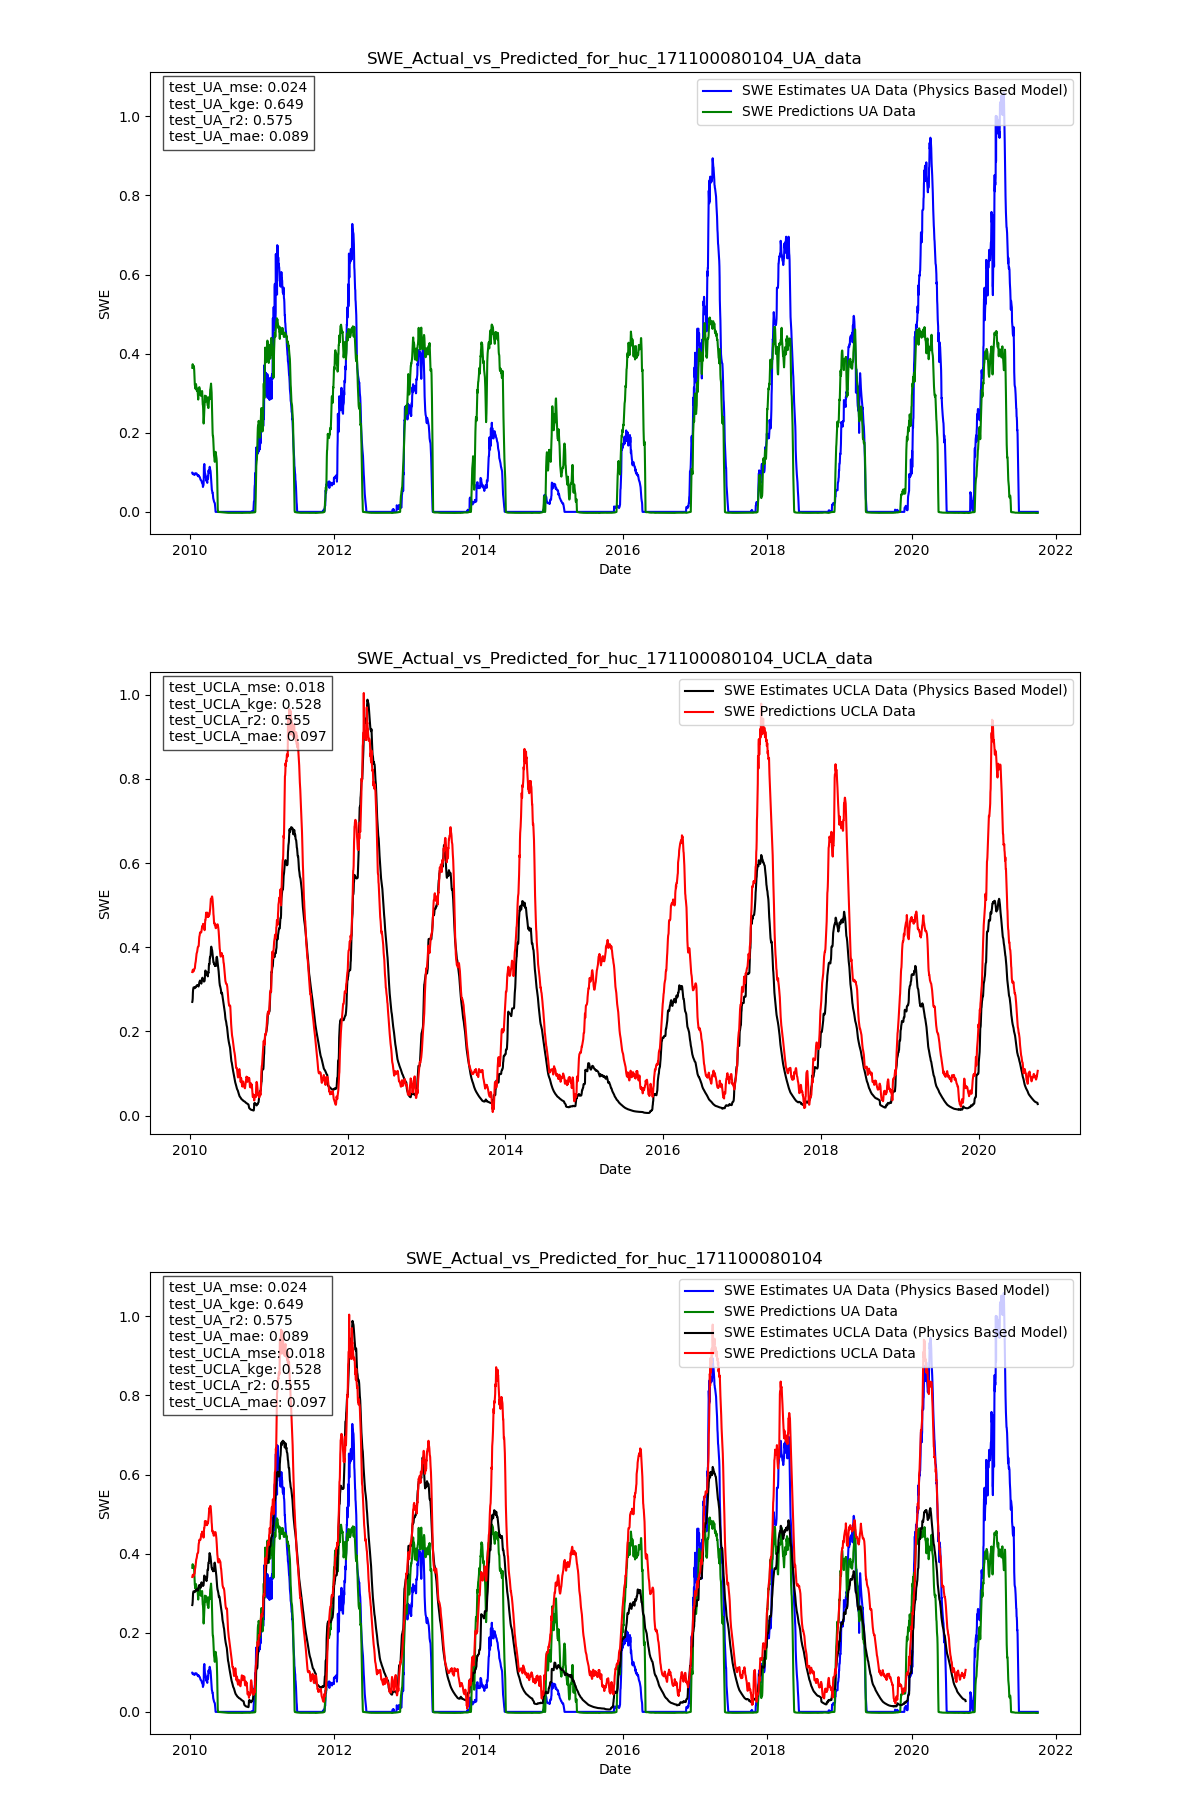 SWE_Actual_vs_Predicted_for_huc_171100080104_UA_data
test_UA_mse: 0.024
test_UA_kge: 0.649
test_UA_r2: 0.575
test_UA_mae: 0.089
SWE Estimates UA Data (Physics Based Model)
SWE Predictions UA Data
1.0
0.8
0.6
0.4
0.2
0.0
SWE
2010
2012
2014
2016
2018
2020
2022
Date
SWE_Actual_vs_Predicted_for_huc_171100080104_UCLA_data
test_UCLA_mse: 0.018
test_UCLA_kge: 0.528
test_UCLA_r2: 0.555
test_UCLA_mae: 0.097
SWE Estimates UCLA Data (Physics Based Model)
SWE Predictions UCLA Data
1.0
0.8
0.6
0.4
0.2
0.0
SWE
2010
2012
2014
2016
2018
2020
Date
SWE_Actual_vs_Predicted_for_huc_171100080104
test_UA_mse: 0.024
test_UA_kge: 0.649
test_UA_r2: 0.575
test_UA_mae: 0.089
test_UCLA_mse: 0.018
test_UCLA_kge: 0.528
test_UCLA_r2: 0.555
test_UCLA_mae: 0.097
SWE Estimates UA Data (Physics Based Model)
SWE Predictions UA Data
SWE Estimates UCLA Data (Physics Based Model)
SWE Predictions UCLA Data
1.0
0.8
0.6
0.4
0.2
0.0
SWE
2010
2012
2014
2016
2018
2020
2022
Date